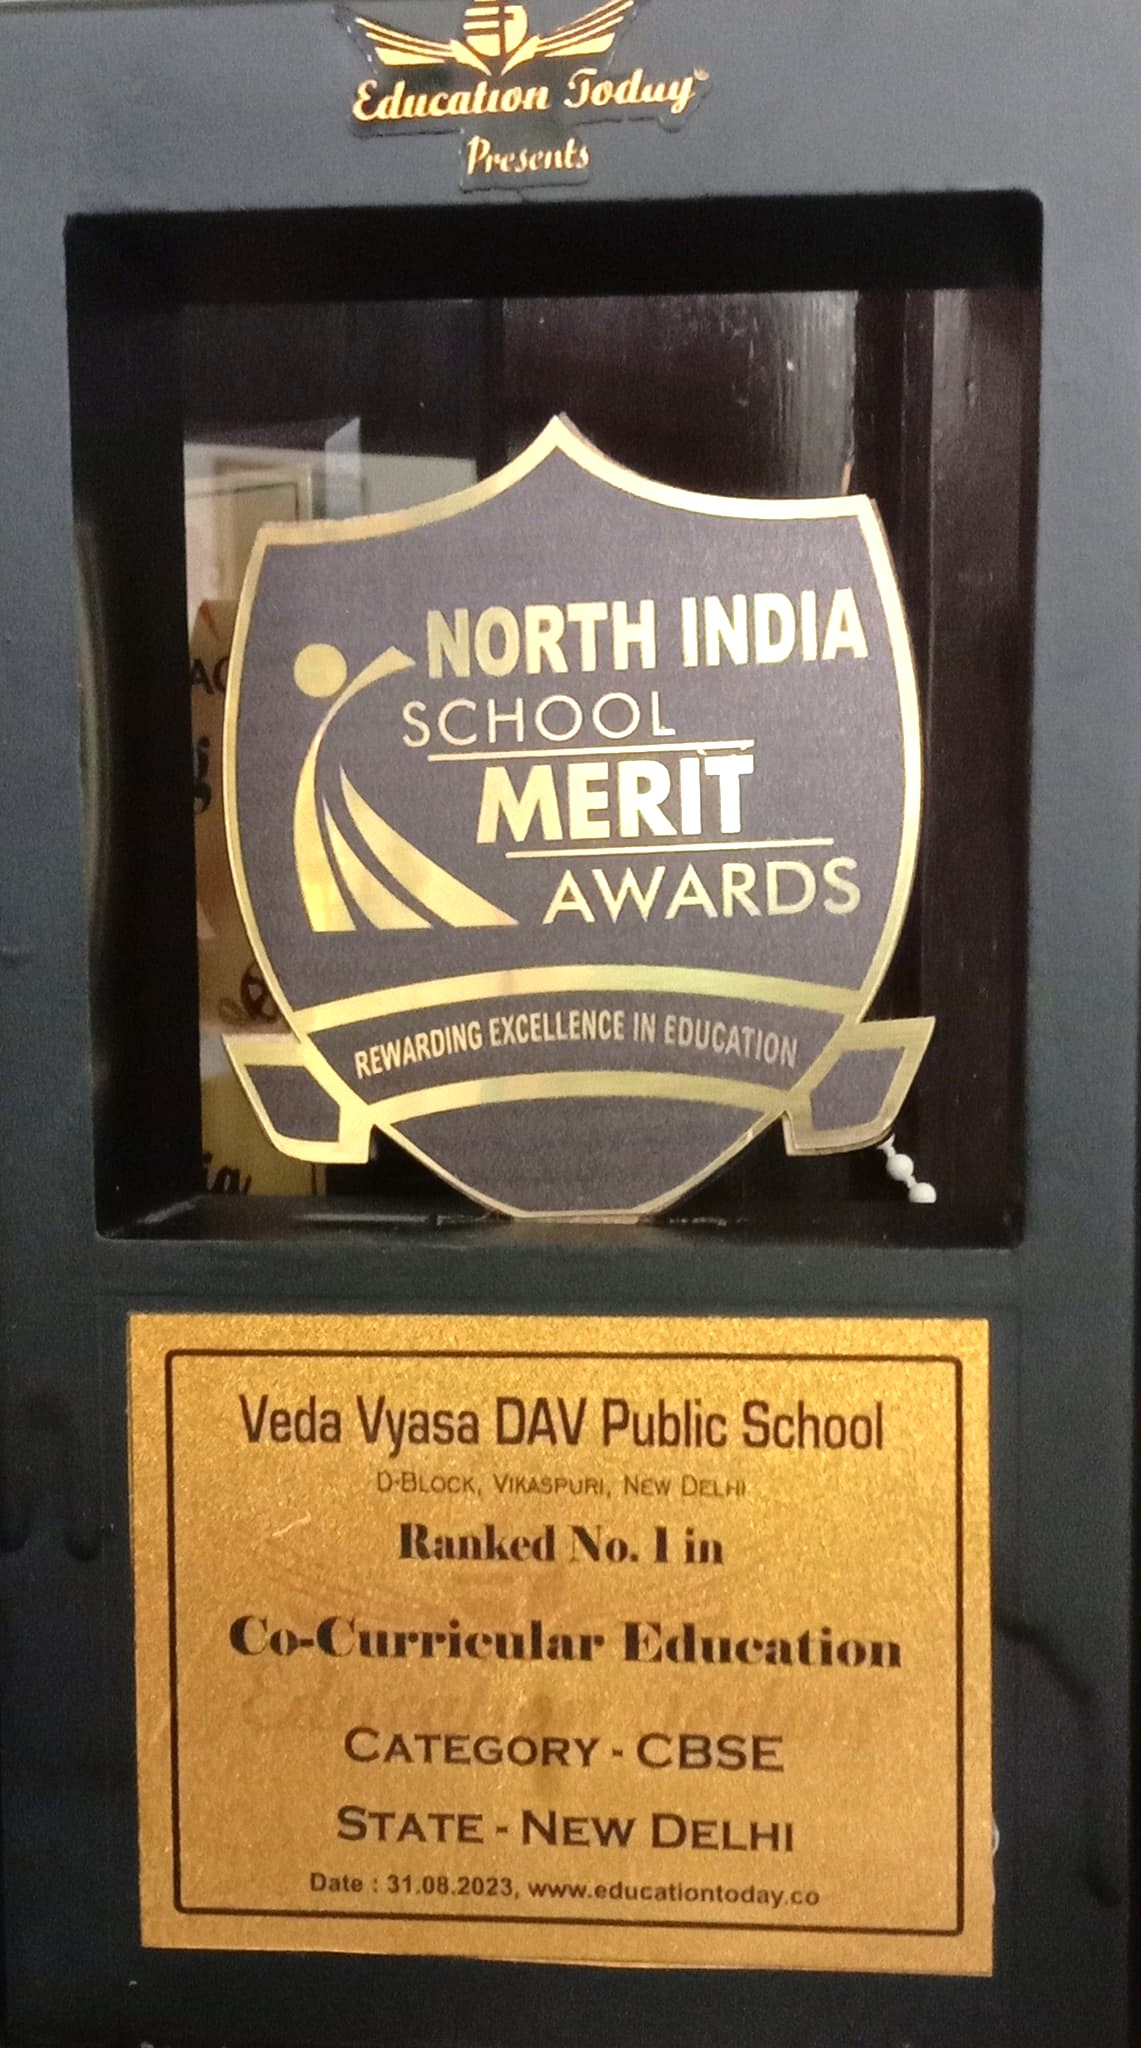 Education Today
Presents
NORTH INDIA
SCHOOL
MERIT
AWARDS
REWARDING EXCELLENCE IN EDUCATION
Veda Vyasa DAV Public School
D-BLOCK, VIKASPURI, NEW DELHI
Ranked No. 1 in
Co-Curricular Education
CATEGORY - CBSE
STATE - NEW DELHI
Date : 31.08.2023, www.educationtoday.co